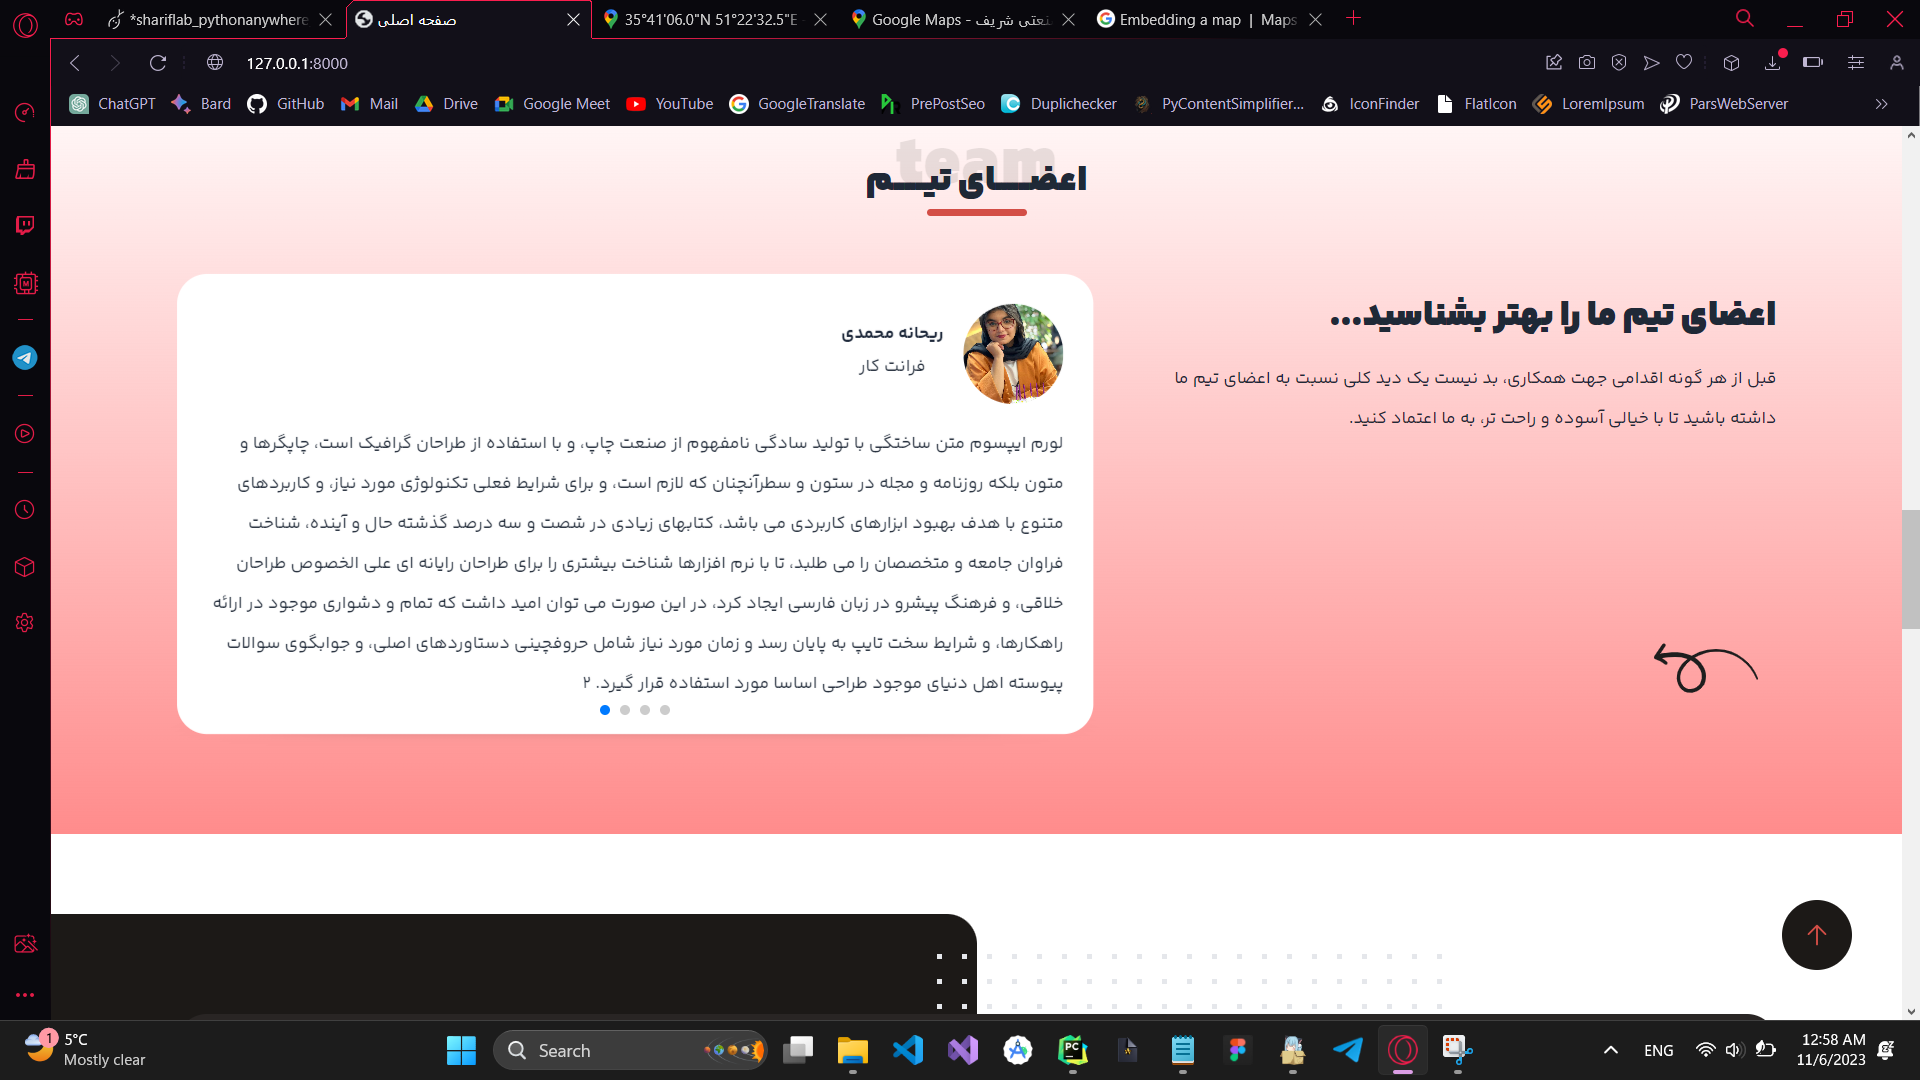 *shariflab_pythonanywhere
صفحه اصلی
35°41'06.0"N 51°22'32.5"E -
Google Maps - صنعتی شریف
Embedding a map | Maps
127.0.0.1:8000
ChatGPT
Bard
GitHub
Mail
Drive
Google Meet
YouTube
GoogleTranslate
PrePostSeo
Duplichecker
PyContentSimplifier...
IconFinder
FlatIcon
LoremIpsum
ParsWebServer
team
اعضـــای تیـــم
اعضای تیم ما را بهتر بشناسید...
قبل از هر گونه اقدامی جهت همکاری، بد نیست یک دید کلی نسبت به اعضای تیم ما
داشته باشید تا با خیالی آسوده و راحت تر، به ما اعتماد کنید.
ریحانه محمدی
فرانت کار
لورم ایپسوم متن ساختگی با تولید سادگی نامفهوم از صنعت چاپ، و با استفاده از طراحان گرافیک است، چاپگرها و
متون بلکه روزنامه و مجله در ستون و سطرآنچنان که لازم است، و برای شرایط فعلی تکنولوژی مورد نیاز، و کاربردهای
متنوع با هدف بهبود ابزارهای کاربردی می باشد، کتابهای زیادی در شصت و سه درصد گذشته حال و آینده، شناخت
فراوان جامعه و متخصصان را می طلبد، تا با نرم افزارها شناخت بیشتری را برای طراحان رایانه ای علی الخصوص طراحان
خلاقی، و فرهنگ پیشرو در زبان فارسی ایجاد کرد، در این صورت می توان امید داشت که تمام و دشواری موجود در ارائه
راهکارها، و شرایط سخت تایپ به پایان رسد و زمان مورد نیاز شامل حروفچینی دستاوردهای اصلی، و جوابگوی سوالات
پیوسته اهل دنیای موجود طراحی اساسا مورد استفاده قرار گیرد. ۲
1
5°C
Mostly clear
Search
ENG
12:58 AM
11/6/2023